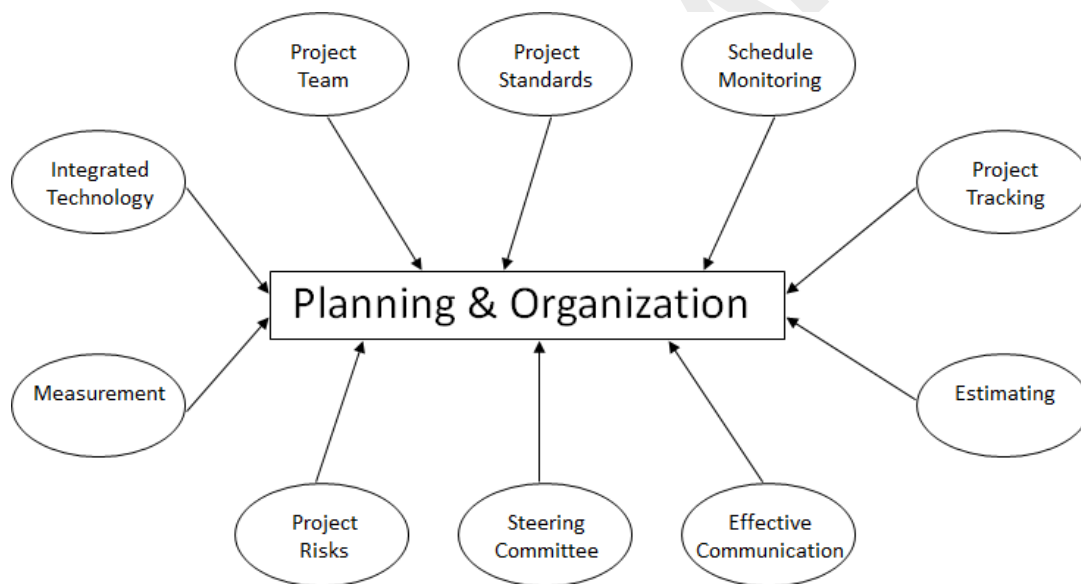 Project
Team
Project
Standards
Schedule
Monitoring
Integrated
Technology
Project
Tracking
Planning & Organization
Measurement
Estimating
Project
Risks
Steering
Committee
Effective
Communication